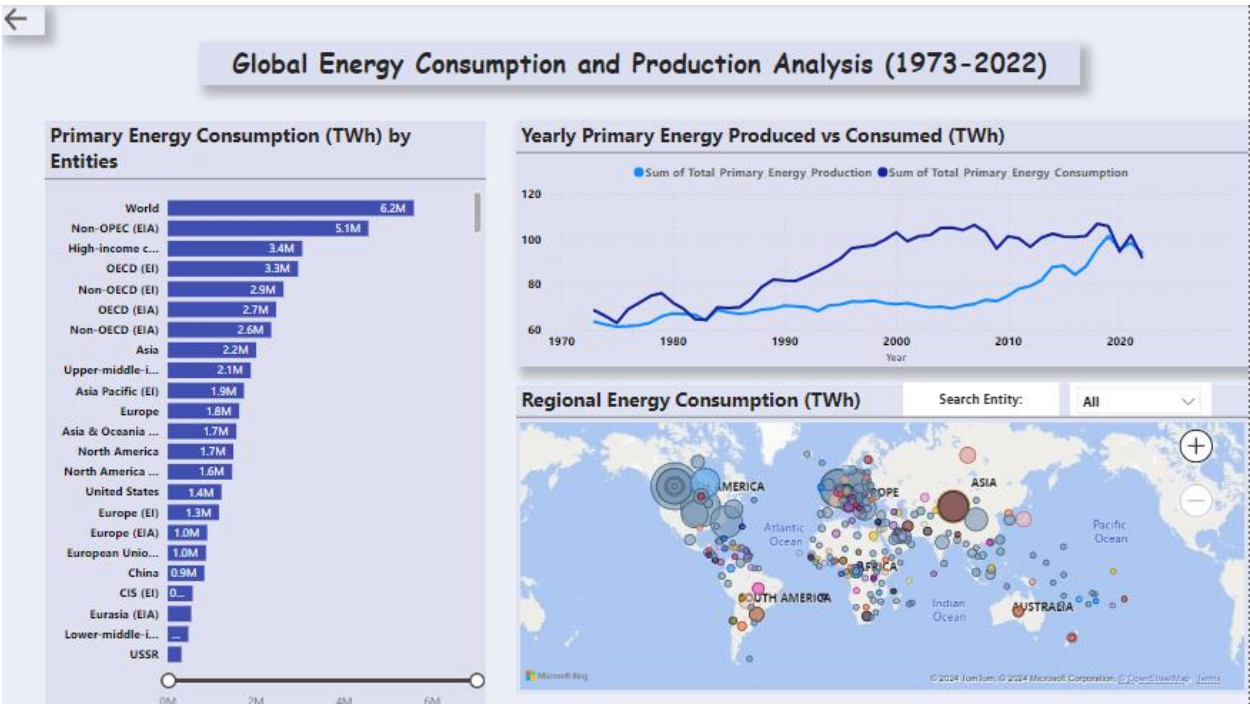 Global Energy Consumption and Production Analysis (1973-2022)
Primary Energy Consumption (TWh) by
Entities
World 6.2M
Non-OPEC (EIA) 5.1M
High-income c... 3.4M
OECD (EI) 3.3M
Non-OECD (EI) 2.9M
OECD (EIA) 2.7M
Non-OECD (EIA) 2.6M
Asia 2.2M
Upper-middle-i... 2.1M
Asia Pacific (EI) 1.9M
Europe 1.8M
Asia & Oceania ... 1.7M
North America 1.7M
North America ... 1.6M
United States 1.4M
Europe (EI) 1.3M
Europe (EIA) 1.0M
European Unio... 1.0M
China 0.9M
CIS (EI) 0...
Eurasia (EIA)
Lower-middle-i... ...
USSR
0M 2M 4M 6M
Yearly Primary Energy Produced vs Consumed (TWh)
Sum of Total Primary Energy Production Sum of Total Primary Energy Consumption
120
100
80
60
1970 1980 1990 2000 2010 2020
Year
Regional Energy Consumption (TWh)
Search Entity:
All
AMERICA
OPE
ASIA
Atlantic
Ocean
Pacific
Ocean
AFRICA
OUTH AMERICA
Indian
Ocean
AUSTRALIA
Microsoft Bing
© 2024 TomTom, © 2024 Microsoft Corporation, © OpenStreetMap Terms